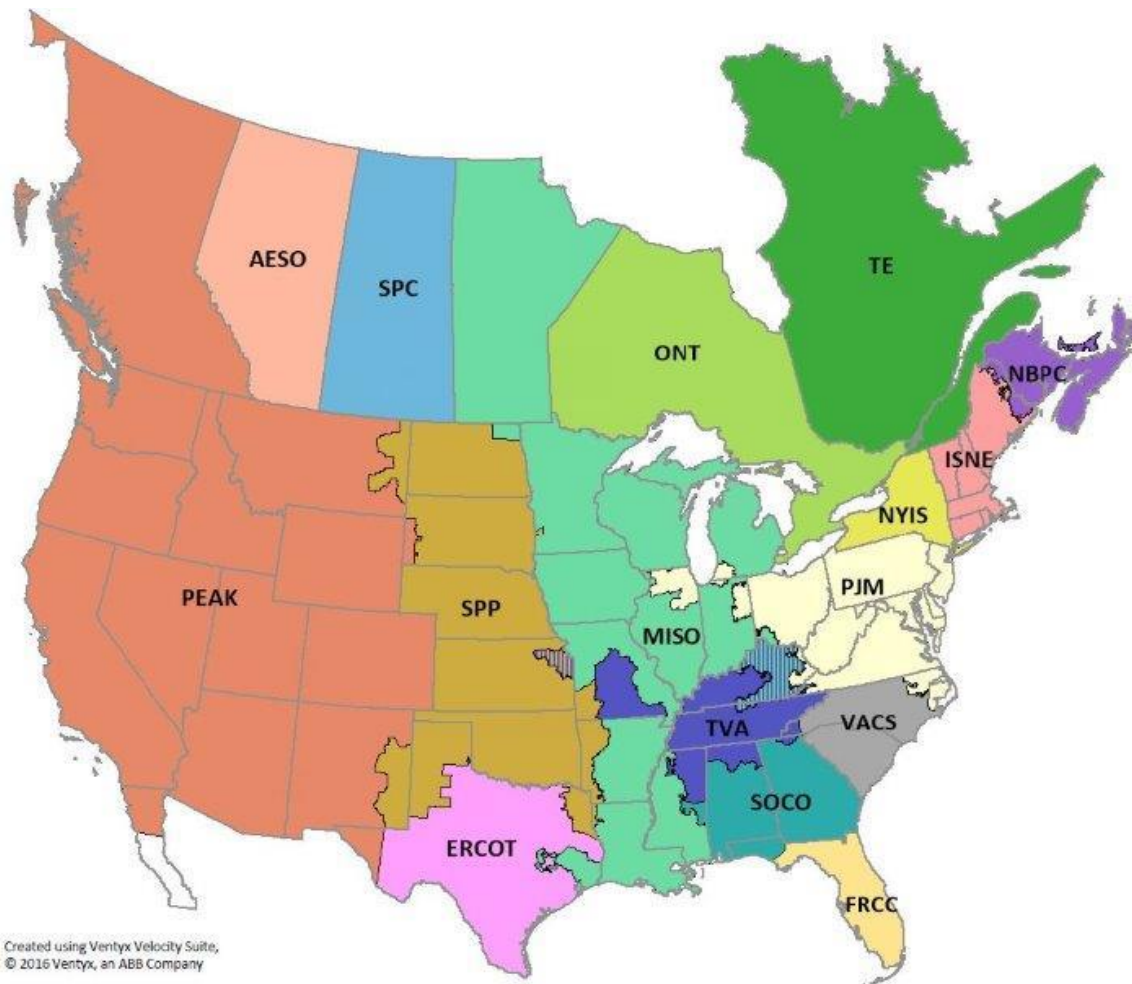 TE
AESO
SPC
ONT
NBPC
ISNE
NYIS
PEAK
SPP
MISO
PJM
TVA
VACS
SOCO
ERCOT
FRCC
Created using Ventyx Velocity Suite,
© 2016 Ventyx, an ABB Company